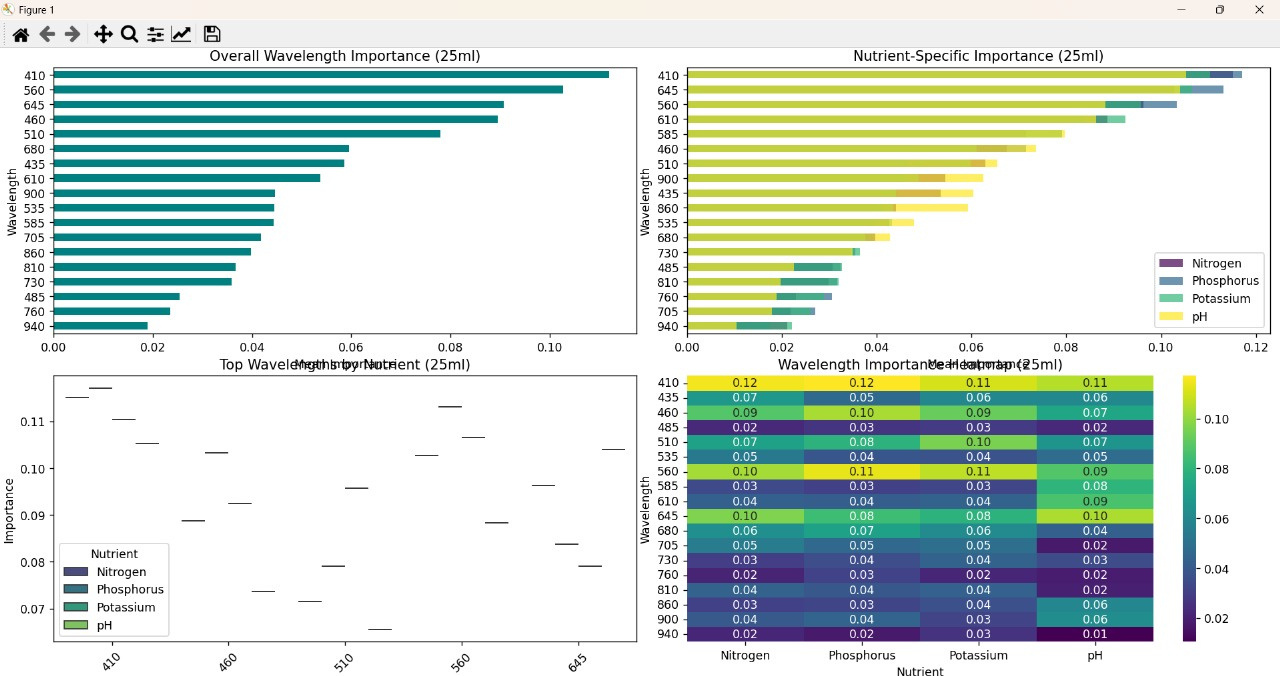 Figure 1
Overall Wavelength Importance (25ml)
Wavelength
410
560
645
460
510
680
435
610
900
535
585
705
860
810
730
485
760
940
0.00 0.02 0.04 0.06 0.08 0.10
Mean Importance
Nutrient-Specific Importance (25ml)
Wavelength
410
645
560
610
585
460
510
900
435
860
535
680
730
485
810
760
705
940
Nitrogen
Phosphorus
Potassium
pH
0.00 0.02 0.04 0.06 0.08 0.10 0.12
Mean Importance
Top Wavelengths by Nutrient (25ml)
Importance
0.11
0.10
0.09
0.08
0.07
Nutrient
Nitrogen
Phosphorus
Potassium
pH
410 460 510 560 645
Wavelength Importance Heatmap (25ml)
Wavelength
410 0.12 0.12 0.11 0.11
435 0.07 0.05 0.06 0.06
460 0.09 0.10 0.09 0.07
485 0.02 0.03 0.03 0.02
510 0.07 0.08 0.10 0.07
535 0.05 0.04 0.04 0.05
560 0.10 0.11 0.11 0.09
585 0.03 0.03 0.03 0.08
610 0.04 0.04 0.04 0.09
645 0.10 0.08 0.08 0.10
680 0.06 0.07 0.06 0.04
705 0.05 0.05 0.05 0.02
730 0.03 0.04 0.04 0.03
760 0.02 0.03 0.02 0.02
810 0.04 0.04 0.04 0.02
860 0.03 0.03 0.04 0.06
900 0.04 0.04 0.03 0.06
940 0.02 0.02 0.03 0.01
Nitrogen Phosphorus Potassium pH
Nutrient
0.10
0.08
0.06
0.04
0.02